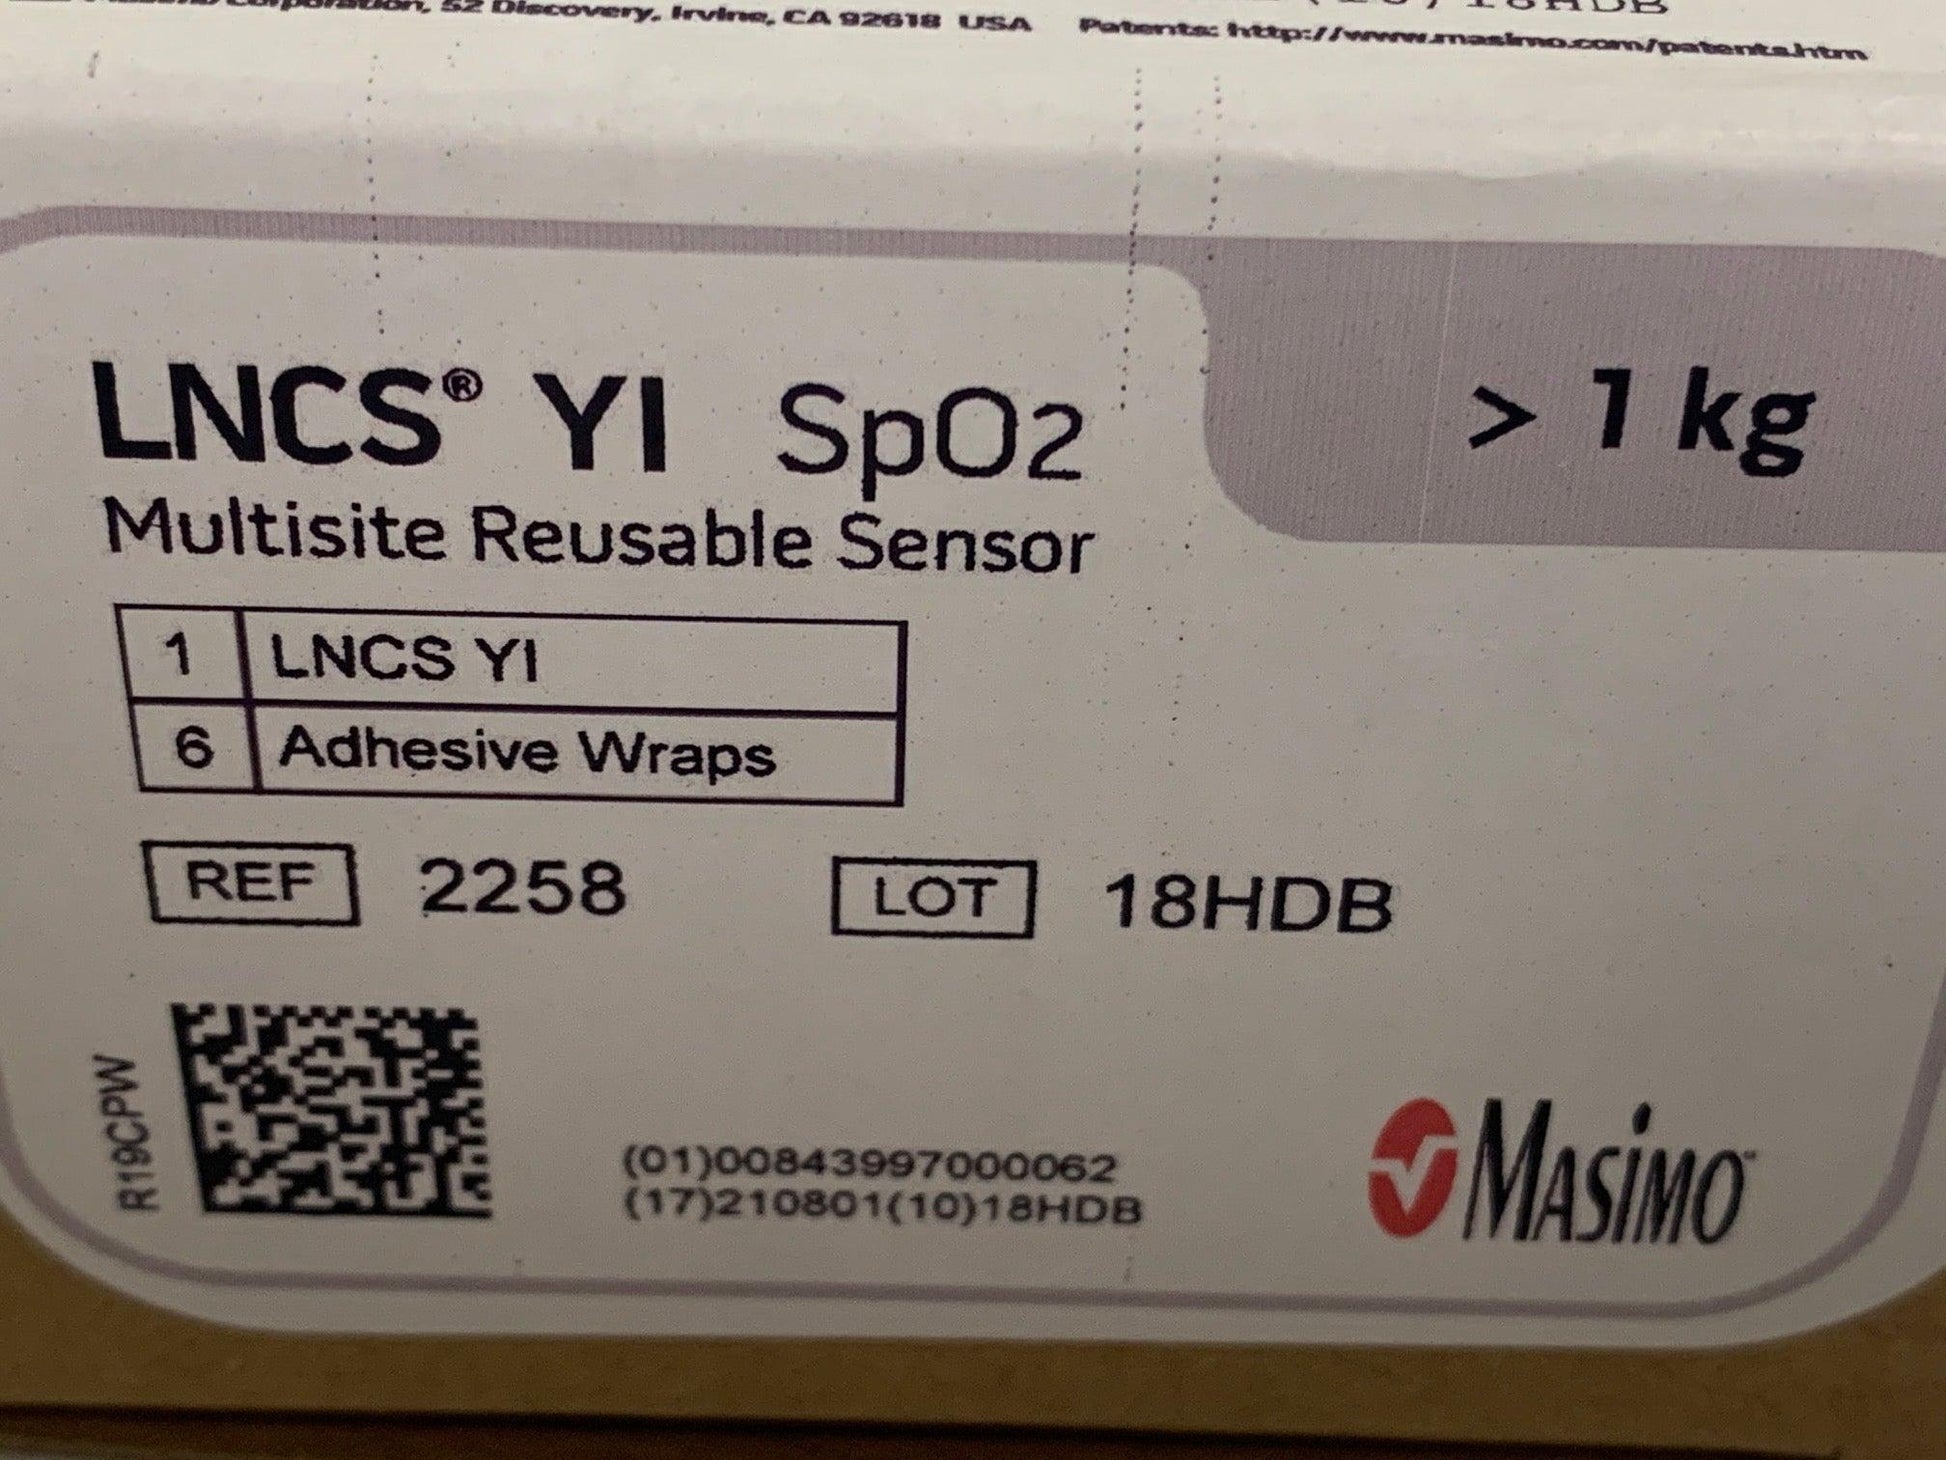 Corporation, 52 Discovery, Irvine, CA 92618 USA Patents: http://www.masimo.com/patents.htm
LNCS® YI SpO2 > 1 kg
Multisite Reusable Sensor
1 LNCS YI
6 Adhesive Wraps
REF 2258 LOT 18HDB
R19CPW
(01)00843997000062
(17)210801(10)18HDB
MASiMO